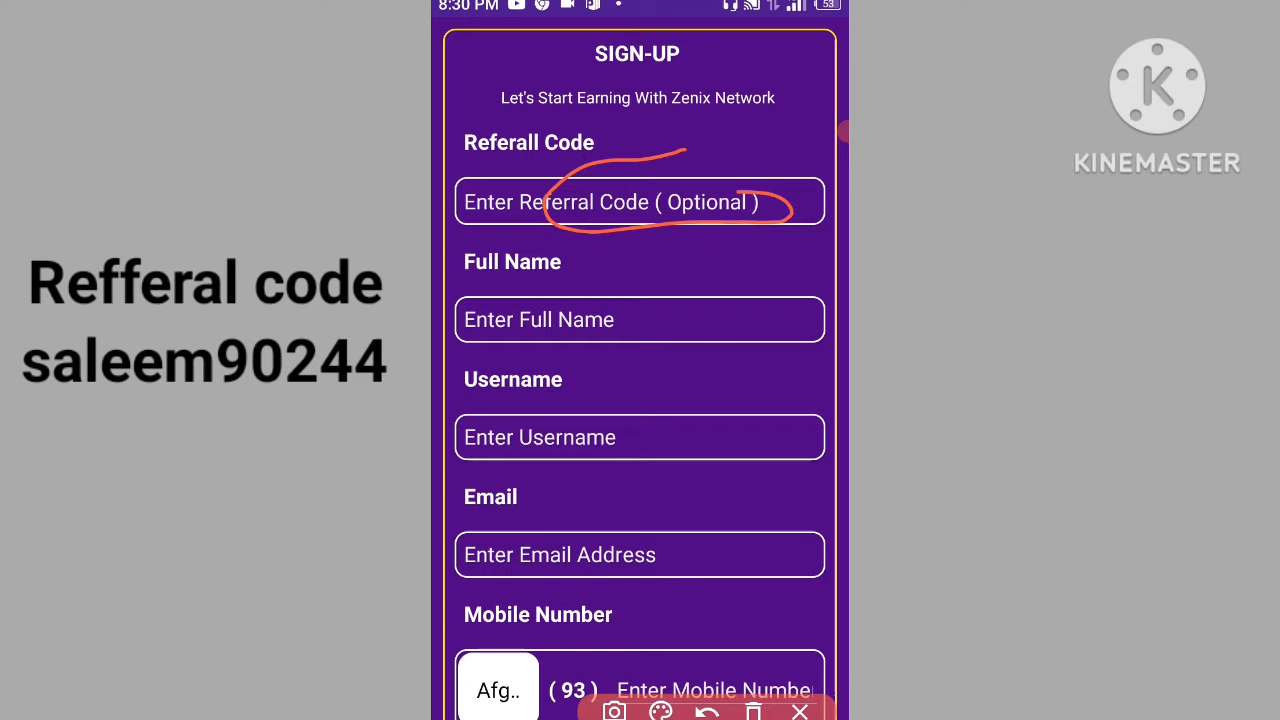 8:30 PM
53
SIGN-UP
Let's Start Earning With Zenix Network
Referall Code
Enter Referral Code ( Optional )
Full Name
Enter Full Name
Username
Enter Username
Email
Enter Email Address
Mobile Number
Afg.. ( 93 ) Enter Mobile Numbe
Refferal code
saleem90244
K
KINEMASTER